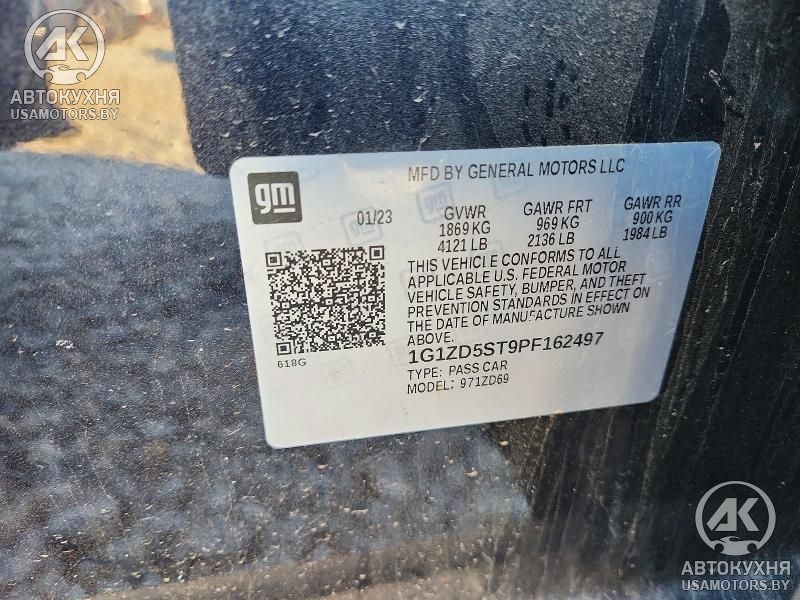 AK
АВТОКУХНЯ
USAMOTORS.BY
gm
MFD BY GENERAL MOTORS LLC
01/23
GVWR
1869 KG
4121 LB
GAWR FRT
969 KG
2136 LB
GAWR RR
900 KG
1984 LB
THIS VEHICLE CONFORMS TO ALL
APPLICABLE U.S. FEDERAL MOTOR
VEHICLE SAFETY, BUMPER, AND THEFT
PREVENTION STANDARDS IN EFFECT ON
THE DATE OF MANUFACTURE SHOWN
ABOVE.
1G1ZD5ST9PF162497
TYPE: PASS CAR
MODEL: 971ZD69
618G
AK
АВТОКУХНЯ
USAMOTORS.BY